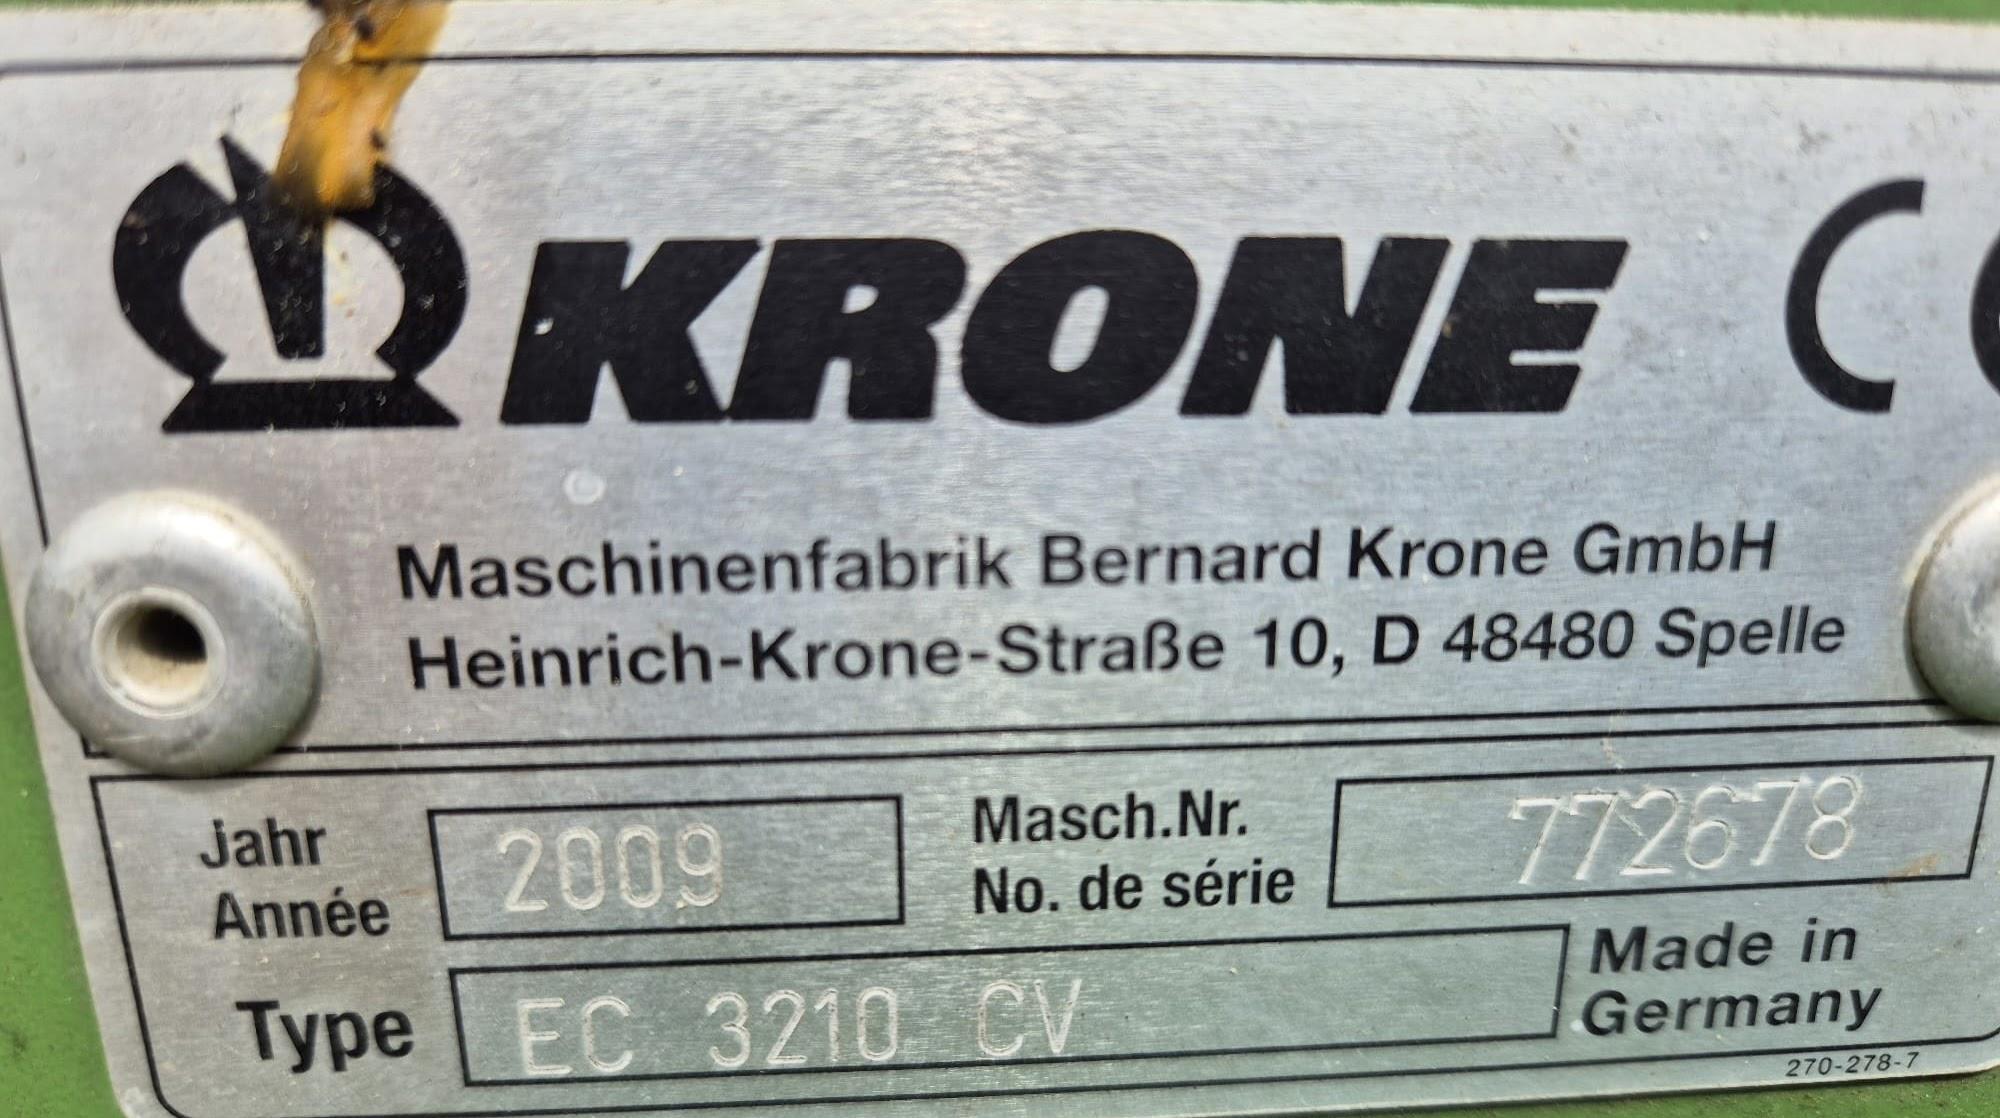 KRONE CE
Maschinenfabrik Bernard Krone GmbH
Heinrich-Krone-Straße 10, D 48480 Spelle
Jahr
Année
2009
Masch.Nr.
No. de série
772678
Type
EC 3210 CV
Made in
Germany
270-278-7